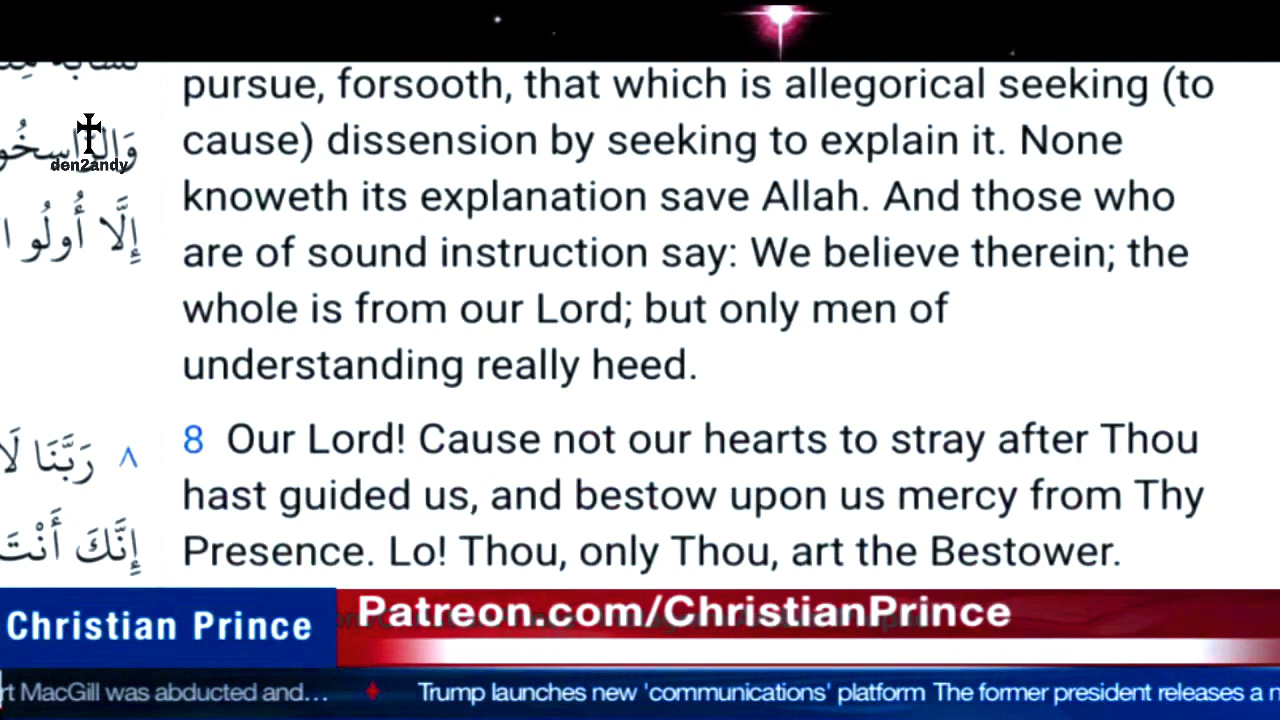 pursue, forsooth, that which is allegorical seeking (to
cause) dissension by seeking to explain it. None
knoweth its explanation save Allah. And those who
are of sound instruction say: We believe therein; the
whole is from our Lord; but only men of
understanding really heed.
8 Our Lord! Cause not our hearts to stray after Thou
hast guided us, and bestow upon us mercy from Thy
Presence. Lo! Thou, only Thou, art the Bestower.
den2andy
إِلَّا أُولُو
٨ رَبَّنَا لَا
إِنَّكَ أَنْتَ
Christian Prince
Patreon.com/ChristianPrince
rt MacGill was abducted and... Trump launches new 'communications' platform The former president releases a